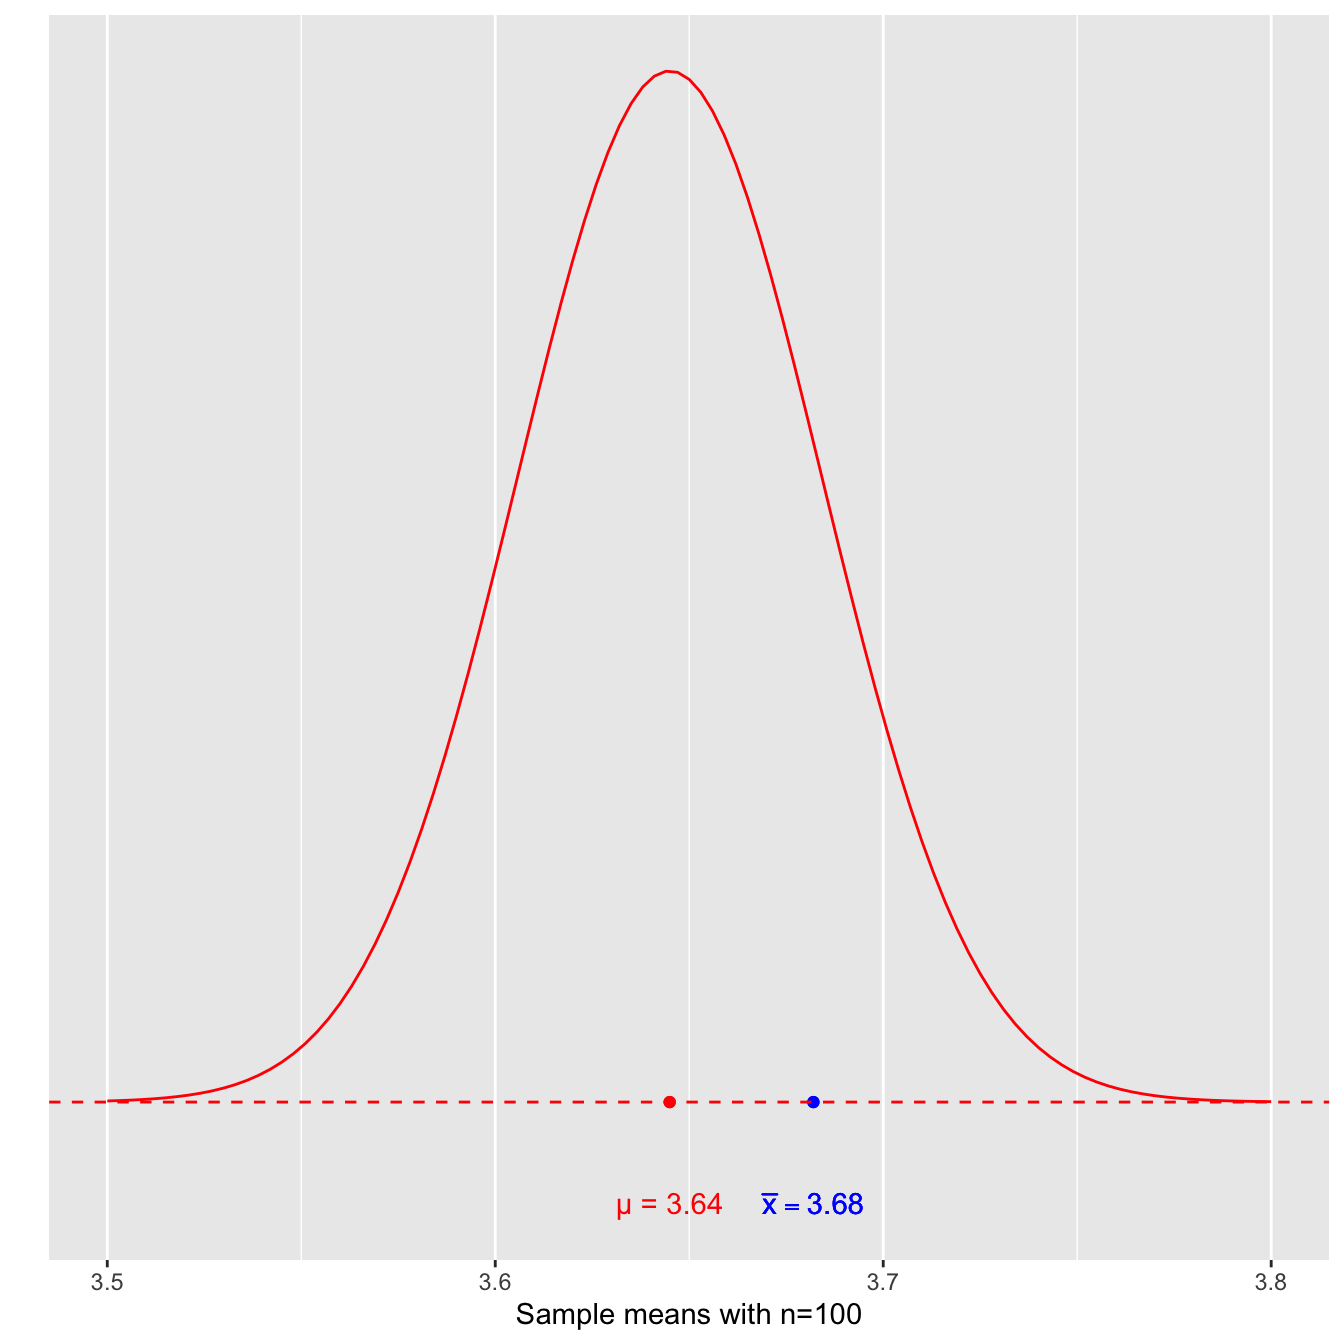 μ = 3.64 x̅ = 3.68
3.5 3.6 3.7 3.8
Sample means with n=100